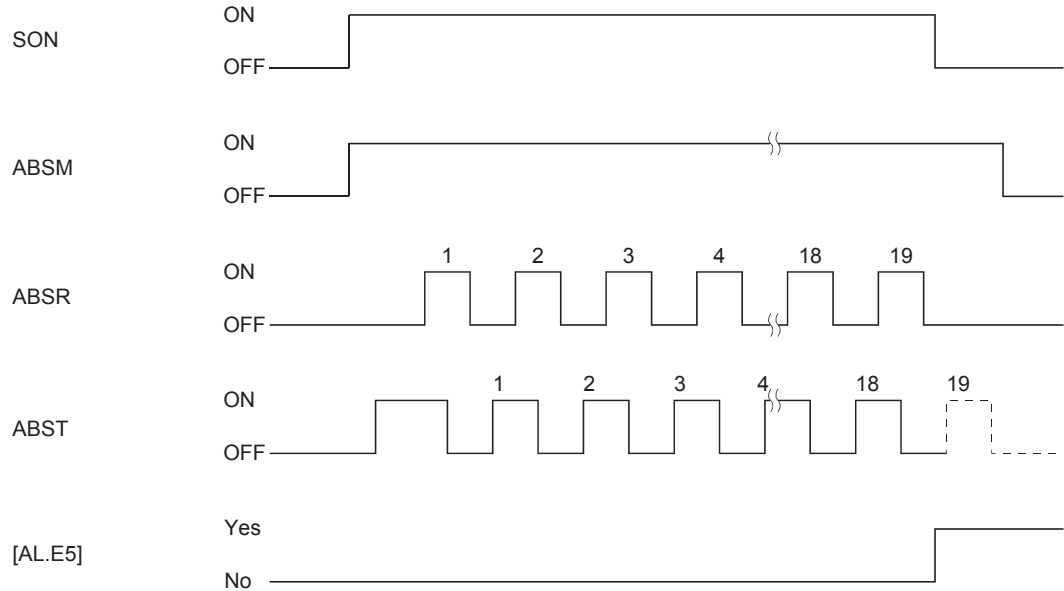 SON
ON
OFF
ABSM
ON
OFF
ABSR
ON
OFF
1 2 3 4 18 19
ABST
ON
OFF
1 2 3 4 18 19
[AL.E5]
Yes
No